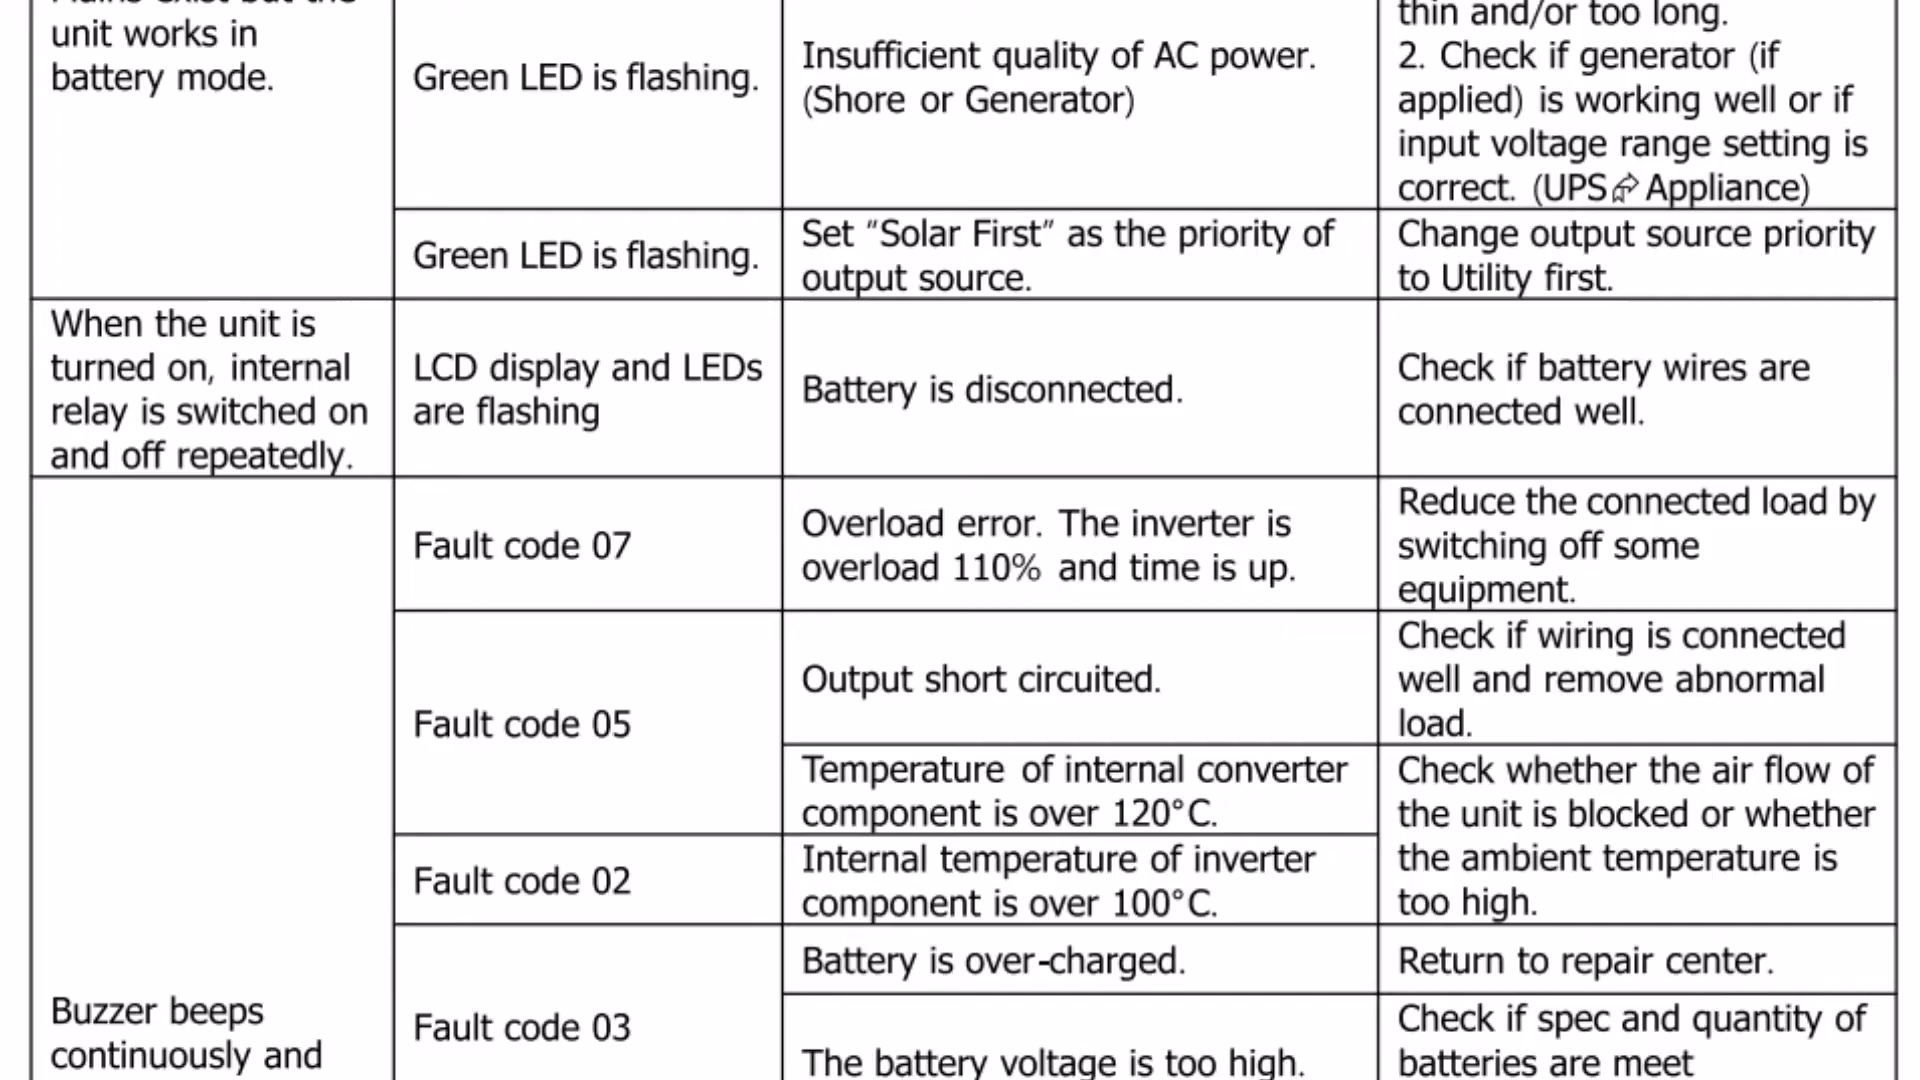 Mains exist but the
unit works in
battery mode.
Green LED is flashing.
Insufficient quality of AC power.
(Shore or Generator)
thin and/or too long.
2. Check if generator (if
applied) is working well or if
input voltage range setting is
correct. (UPS Appliance)
Green LED is flashing.
Set “Solar First” as the priority of
output source.
Change output source priority
to Utility first.
When the unit is
turned on, internal
relay is switched on
and off repeatedly.
LCD display and LEDs
are flashing
Battery is disconnected.
Check if battery wires are
connected well.
Buzzer beeps
continuously and
Fault code 07
Overload error. The inverter is
overload 110% and time is up.
Reduce the connected load by
switching off some
equipment.
Fault code 05
Output short circuited.
Check if wiring is connected
well and remove abnormal
load.
Temperature of internal converter
component is over 120°C.
Check whether the air flow of
the unit is blocked or whether
the ambient temperature is
too high.
Fault code 02
Internal temperature of inverter
component is over 100°C.
Fault code 03
Battery is over-charged.
Return to repair center.
The battery voltage is too high.
Check if spec and quantity of
batteries are meet